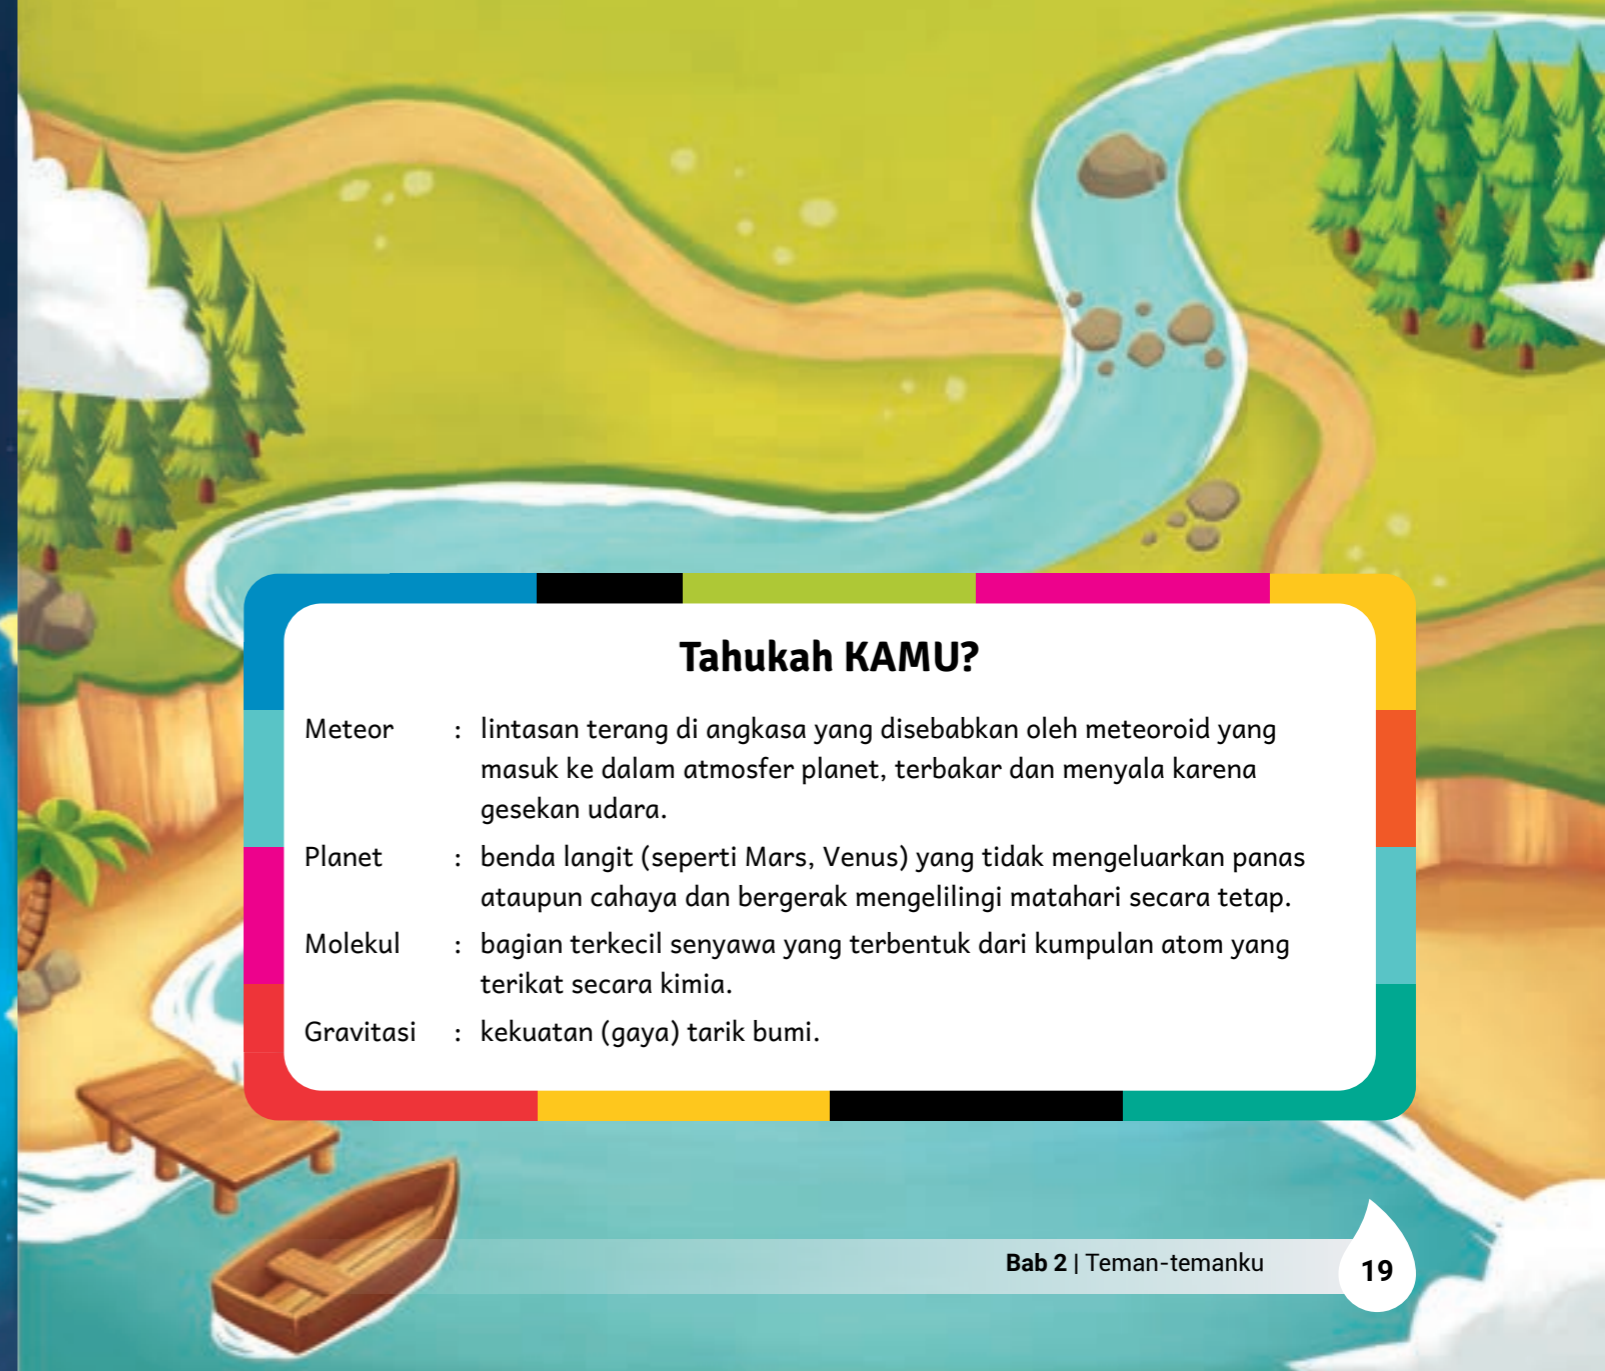 Tahukah KAMU?
Meteor : lintasan terang di angkasa yang disebabkan oleh meteoroid yang
masuk ke dalam atmosfer planet, terbakar dan menyala karena
gesekan udara.
Planet : benda langit (seperti Mars, Venus) yang tidak mengeluarkan panas
ataupun cahaya dan bergerak mengelilingi matahari secara tetap.
Molekul : bagian terkecil senyawa yang terbentuk dari kumpulan atom yang
terikat secara kimia.
Gravitasi : kekuatan (gaya) tarik bumi.
Bab 2 | Teman-temanku
19